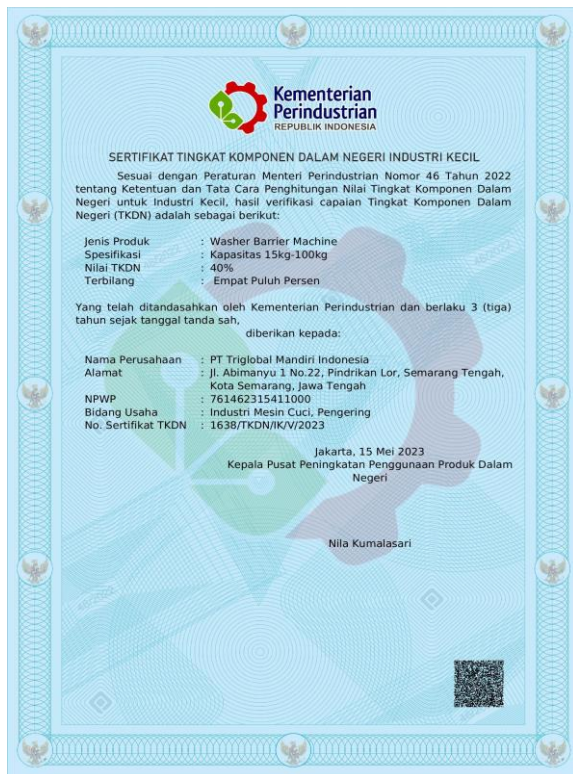 Kementerian
Perindustrian
REPUBLIK INDONESIA
SERTIFIKAT TINGKAT KOMPONEN DALAM NEGERI INDUSTRI KECIL
Sesuai dengan Peraturan Menteri Perindustrian Nomor 46 Tahun 2022
tentang Ketentuan dan Tata Cara Penghitungan Nilai Tingkat Komponen Dalam
Negeri untuk Industri Kecil, hasil verifikasi capaian Tingkat Komponen Dalam
Negeri (TKDN) adalah sebagai berikut:
Jenis Produk : Washer Barrier Machine
Spesifikasi : Kapasitas 15kg-100kg
Nilai TKDN : 40%
Terbilang : Empat Puluh Persen
Yang telah ditandasahkan oleh Kementerian Perindustrian dan berlaku 3 (tiga)
tahun sejak tanggal tanda sah,
diberikan kepada:
Nama Perusahaan : PT Triglobal Mandiri Indonesia
Alamat : Jl. Abimanyu 1 No.22, Pindrikan Lor, Semarang Tengah,
Kota Semarang, Jawa Tengah
NPWP : 761462315411000
Bidang Usaha : Industri Mesin Cuci, Pengering
No. Sertifikat TKDN : 1638/TKDN/IK/V/2023
Jakarta, 15 Mei 2023
Kepala Pusat Peningkatan Penggunaan Produk Dalam
Negeri
Nila Kumalasari